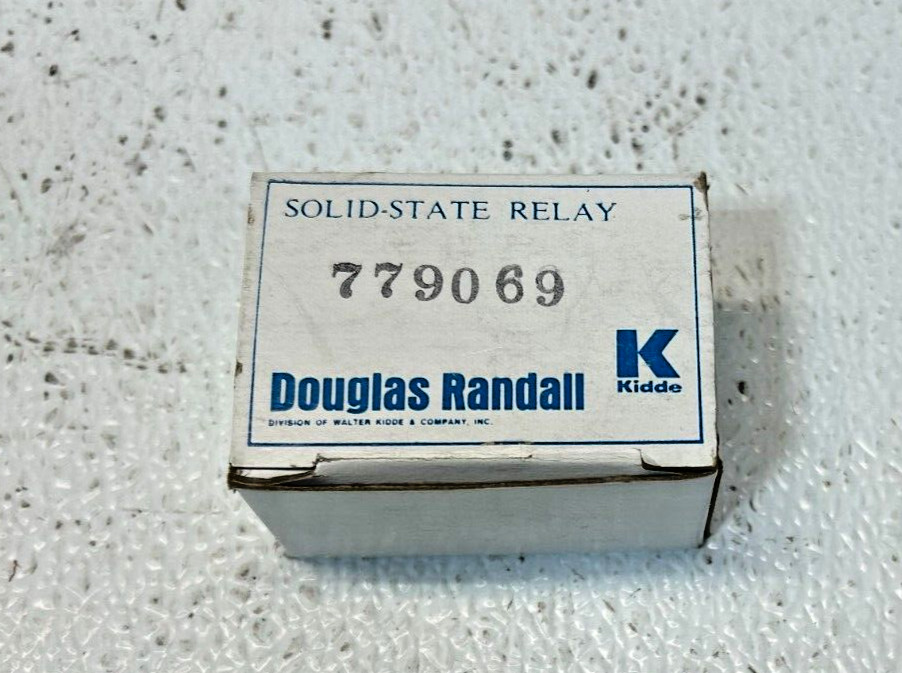 SOLID-STATE RELAY
779069
K
Kidde
Douglas Randall
DIVISION OF WALTER KIDDE & COMPANY, INC.